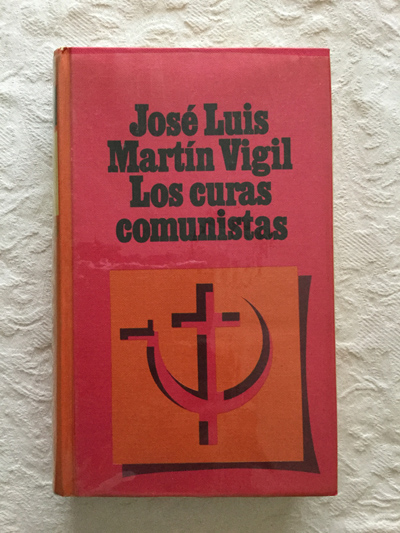 José Luis
Martín Vigil
Los curas
comunistas